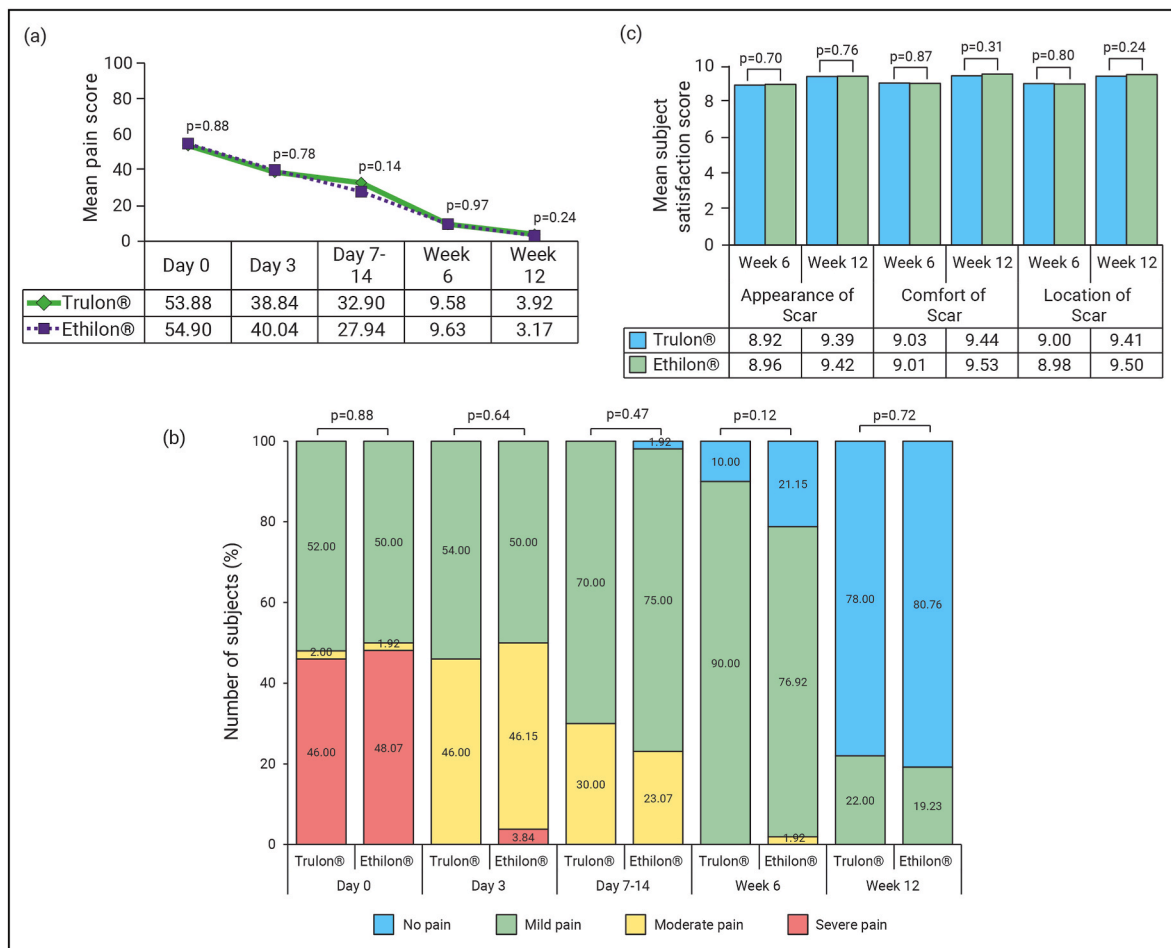 (a)
Mean pain score
100
80
60
40
20
0
p=0.88
p=0.78
p=0.14
p=0.97
p=0.24
Day 0 Day 3 Day 7-14 Week 6 Week 12
Trulon® 53.88 38.84 32.90 9.58 3.92
Ethilon® 54.90 40.04 27.94 9.63 3.17
(c)
Mean subject
satisfaction score
10
8
6
4
2
0
p=0.70 p=0.76 p=0.87 p=0.31 p=0.80 p=0.24
Week 6 Week 12 Week 6 Week 12 Week 6 Week 12
Appearance of Scar Comfort of Scar Location of Scar
Trulon® 8.92 9.39 9.03 9.44 9.00 9.41
Ethilon® 8.96 9.42 9.01 9.53 8.98 9.50
(b)
Number of subjects (%)
100
80
60
40
20
0
p=0.88 p=0.64 p=0.47 p=0.12 p=0.72
52.00
2.00
46.00
50.00
1.92
48.07
54.00
46.00
50.00
46.15
3.84
70.00
30.00
1.92
75.00
23.07
10.00
90.00
21.15
76.92
1.92
78.00
22.00
80.76
19.23
Trulon® Ethilon® Trulon® Ethilon® Trulon® Ethilon® Trulon® Ethilon® Trulon® Ethilon®
Day 0 Day 3 Day 7-14 Week 6 Week 12
No pain Mild pain Moderate pain Severe pain